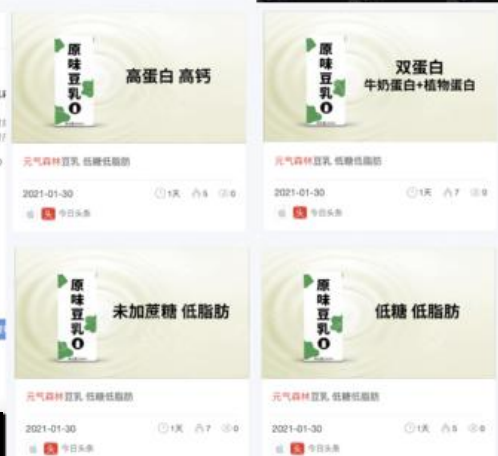 原味豆乳
高蛋白 高钙
元气森林豆乳 低糖低脂肪
2021-01-30
1天
5
0
头 今日头条
原味豆乳
双蛋白
牛奶蛋白+植物蛋白
元气森林豆乳 低糖低脂肪
2021-01-30
1天
7
0
头 今日头条
原味豆乳
未加蔗糖 低脂肪
元气森林豆乳 低糖低脂肪
2021-01-30
1天
7
0
头 今日头条
原味豆乳
低糖 低脂肪
元气森林豆乳 低糖低脂肪
2021-01-30
1天
5
0
头 今日头条